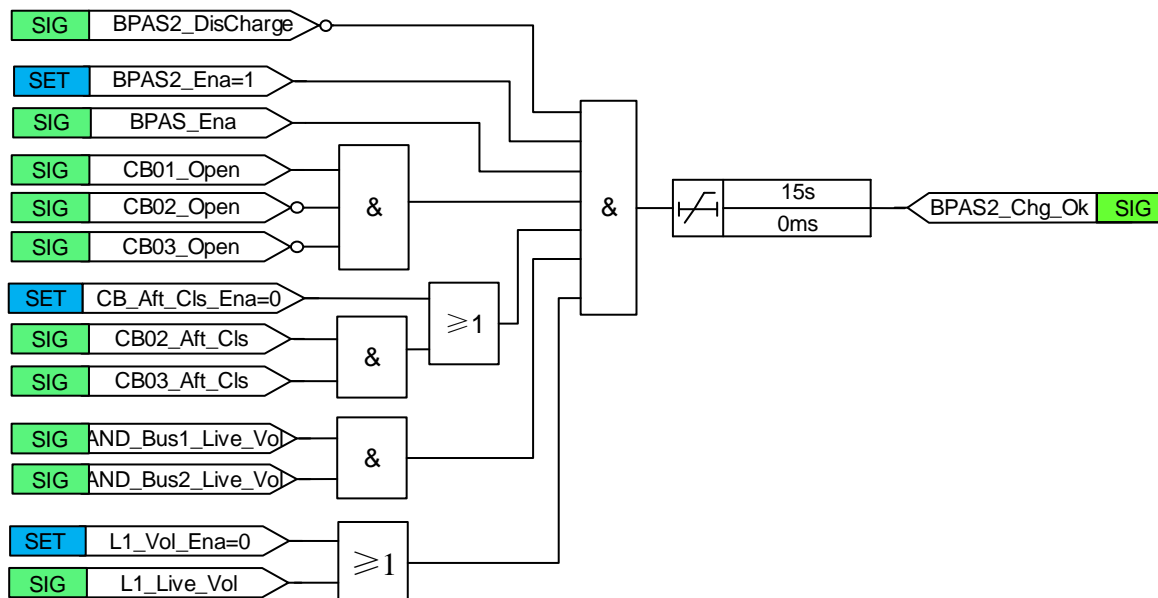 SIG BPAS2_DisCharge
SET BPAS2_Ena=1
SIG BPAS_Ena
SIG CB01_Open
SIG CB02_Open
SIG CB03_Open
&
&
15s
0ms
BPAS2_Chg_Ok SIG
SET CB_Aft_Cls_Ena=0
SIG CB02_Aft_Cls
SIG CB03_Aft_Cls
&
≥1
SIG AND_Bus1_Live_Vol
SIG AND_Bus2_Live_Vol
&
SET L1_Vol_Ena=0
SIG L1_Live_Vol
≥1